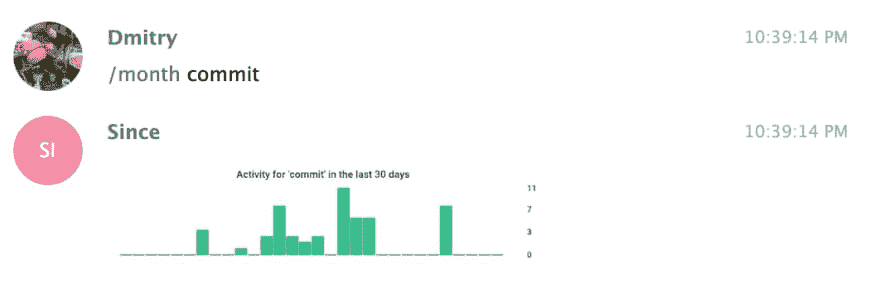 Dmitry
10:39:14 PM
/month commit
SI
Since
10:39:14 PM
Activity for 'commit' in the last 30 days
11
7
3
0